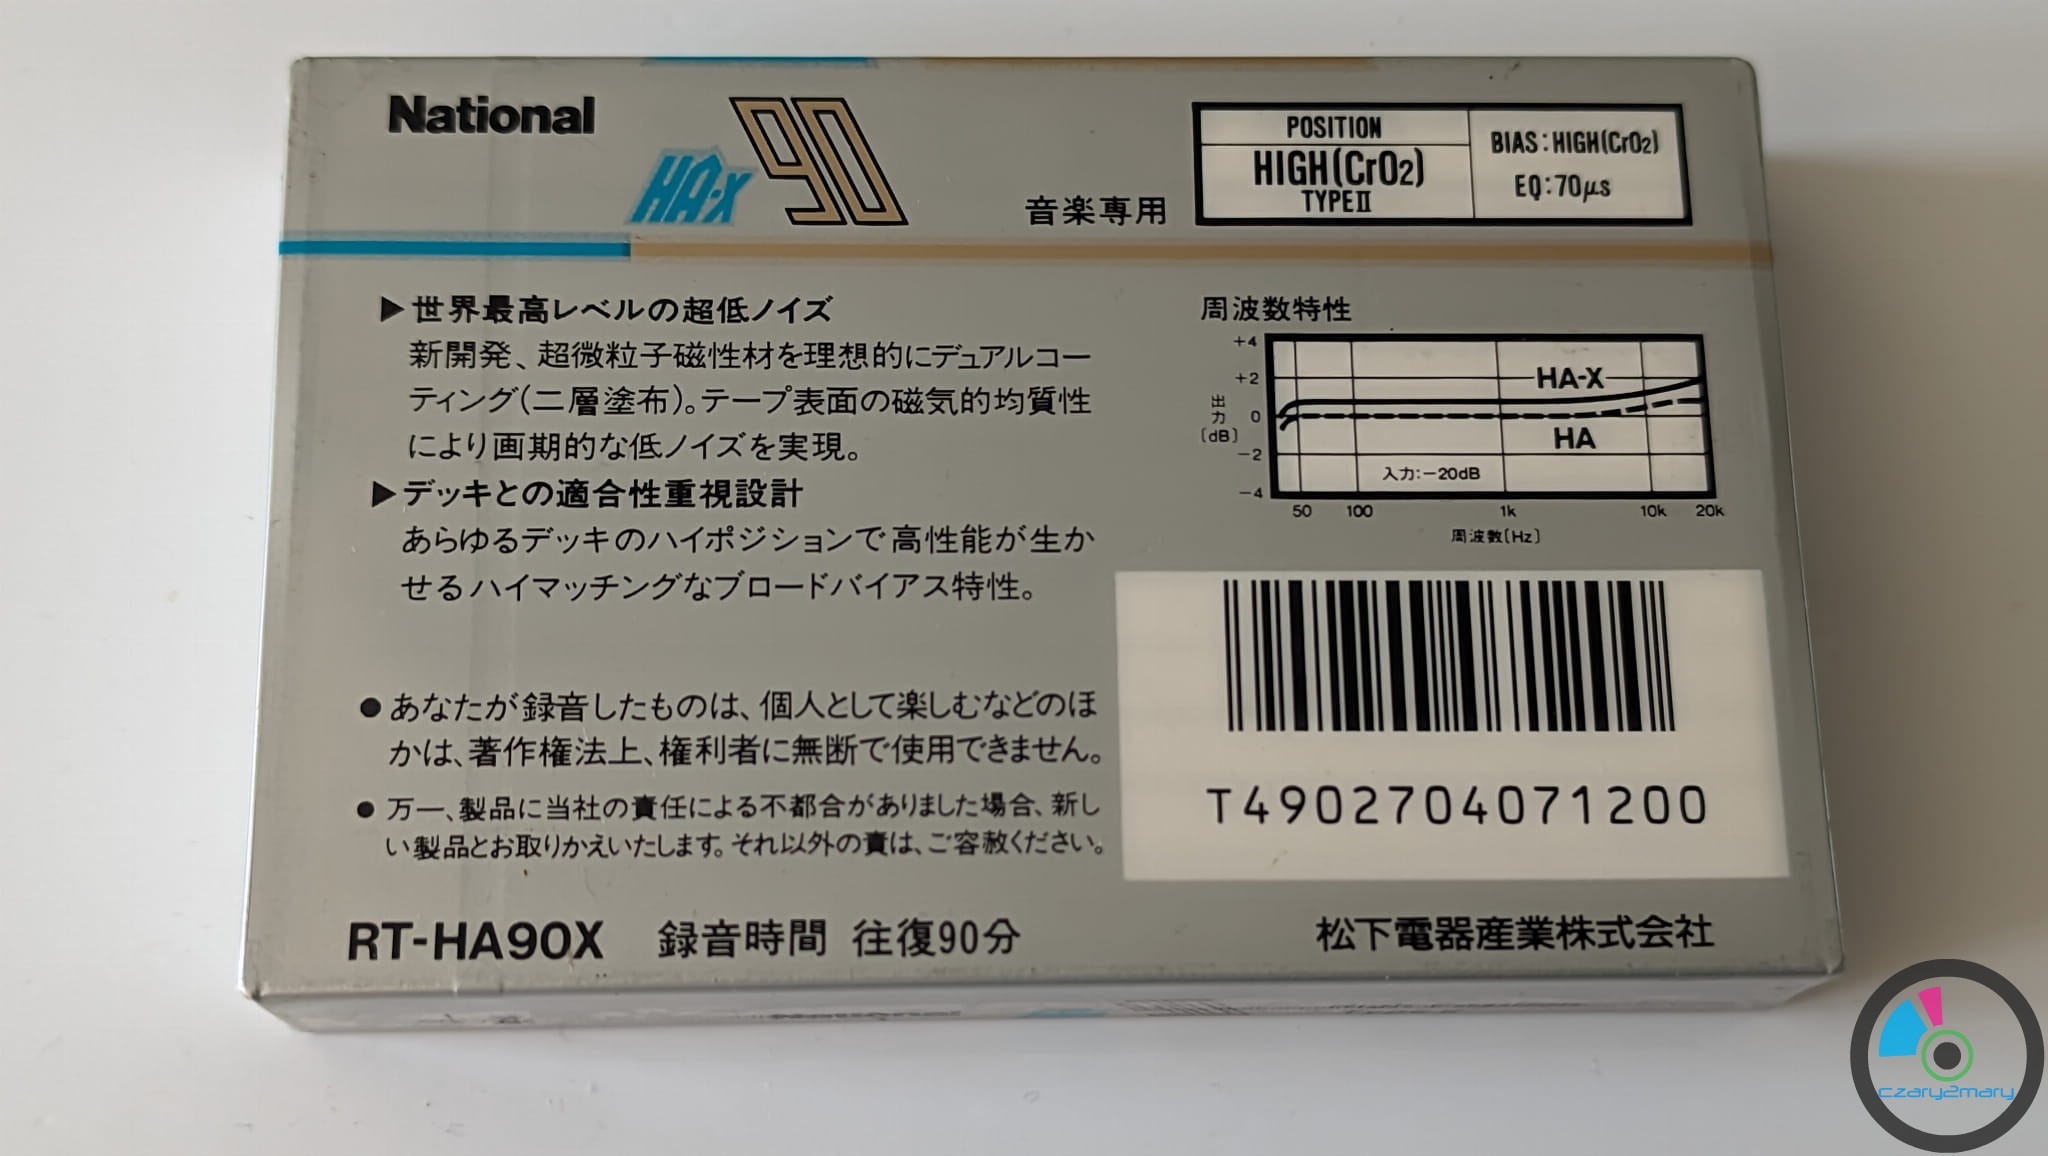 National
HA-X 90
音楽専用
POSITION
HIGH(CrO2)
TYPEⅡ
BIAS:HIGH(CrO2)
EQ:70μs
▶世界最高レベルの超低ノイズ
新開発、超微粒子磁性材を理想的にデュアルコー
ティング(二層塗布)。テープ表面の磁気的均質性
により画期的な低ノイズを実現。
▶デッキとの適合性重視設計
あらゆるデッキのハイポジションで高性能が生か
せるハイマッチングなブロードバイアス特性。
●あなたが録音したものは、個人として楽しむなどのほ
かは、著作権法上、権利者に無断で使用できません。
●万一、製品に当社の責任による不都合がありました場合、新し
い製品とお取りかえいたします。それ以外の責は、ご容赦ください。
周波数特性
出力〔dB〕
+4
+2
0
-2
-4
HA-X
HA
入力:-20dB
50 100 1k 10k 20k
周波数〔Hz〕
T4902704071200
RT-HA90X 録音時間 往復90分
松下電器産業株式会社
National
czary2mary